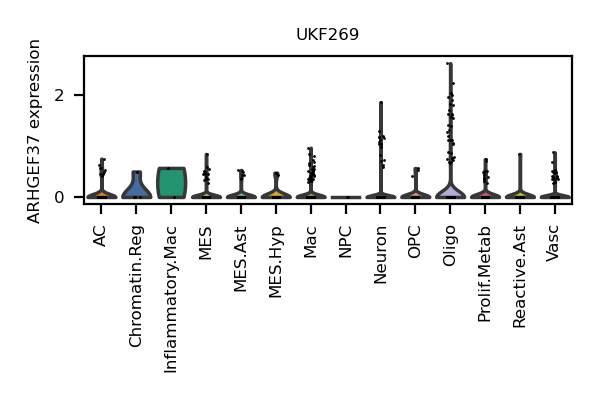 UKF269
ARHGEF37 expression
2
0
AC
Chromatin.Reg
Inflammatory.Mac
MES
MES.Ast
MES.Hyp
Mac
NPC
Neuron
OPC
Oligo
Prolif.Metab
Reactive.Ast
Vasc